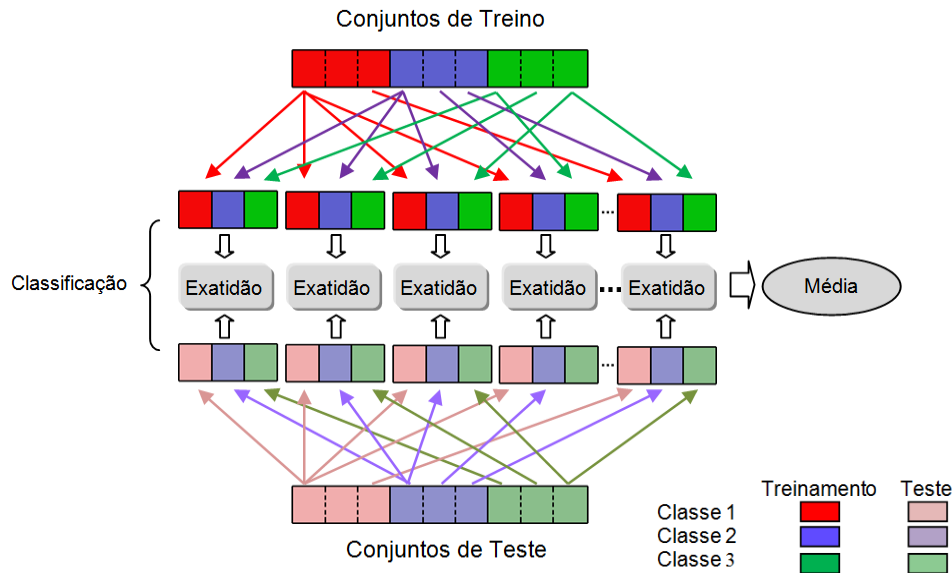 Conjuntos de Treino
...
Classificação
Exatidão Exatidão Exatidão Exatidão ... Exatidão
Média
...
Conjuntos de Teste
Treinamento Teste
Classe 1
Classe 2
Classe 3